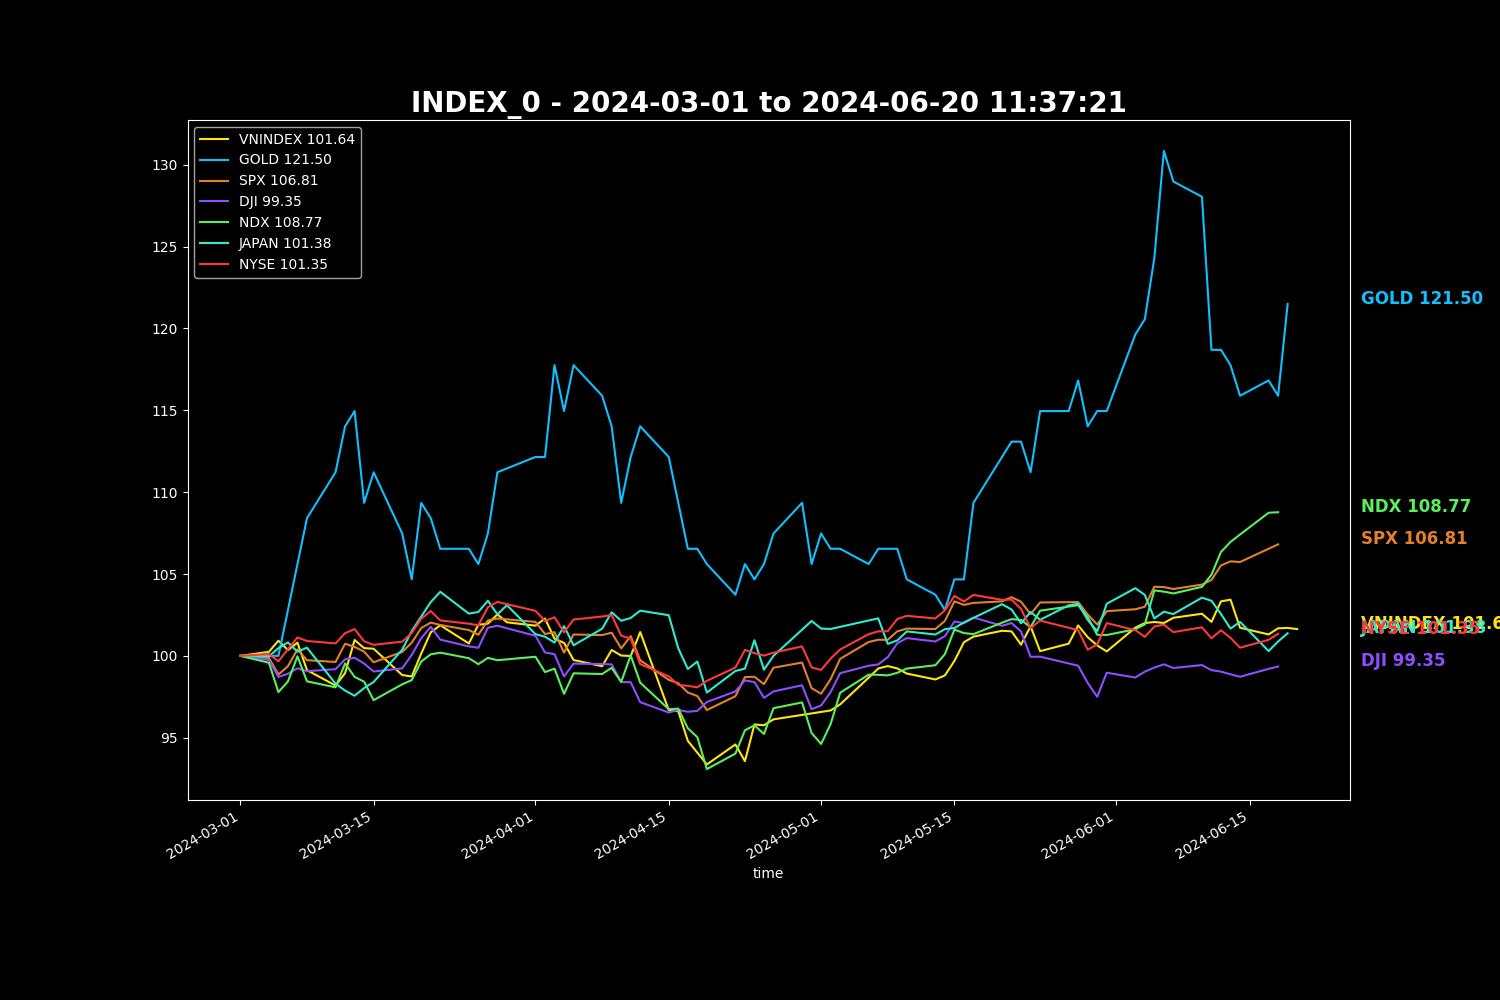 INDEX_0 - 2024-03-01 to 2024-06-20 11:37:21
VNINDEX 101.64
GOLD 121.50
SPX 106.81
DJI 99.35
NDX 108.77
JAPAN 101.38
NYSE 101.35
130
125
120
115
110
105
100
95
GOLD 121.50
NDX 108.77
SPX 106.81
DJI 99.35
2024-03-01
2024-03-15
2024-04-01
2024-04-15
2024-05-01
2024-05-15
2024-06-01
2024-06-15
time